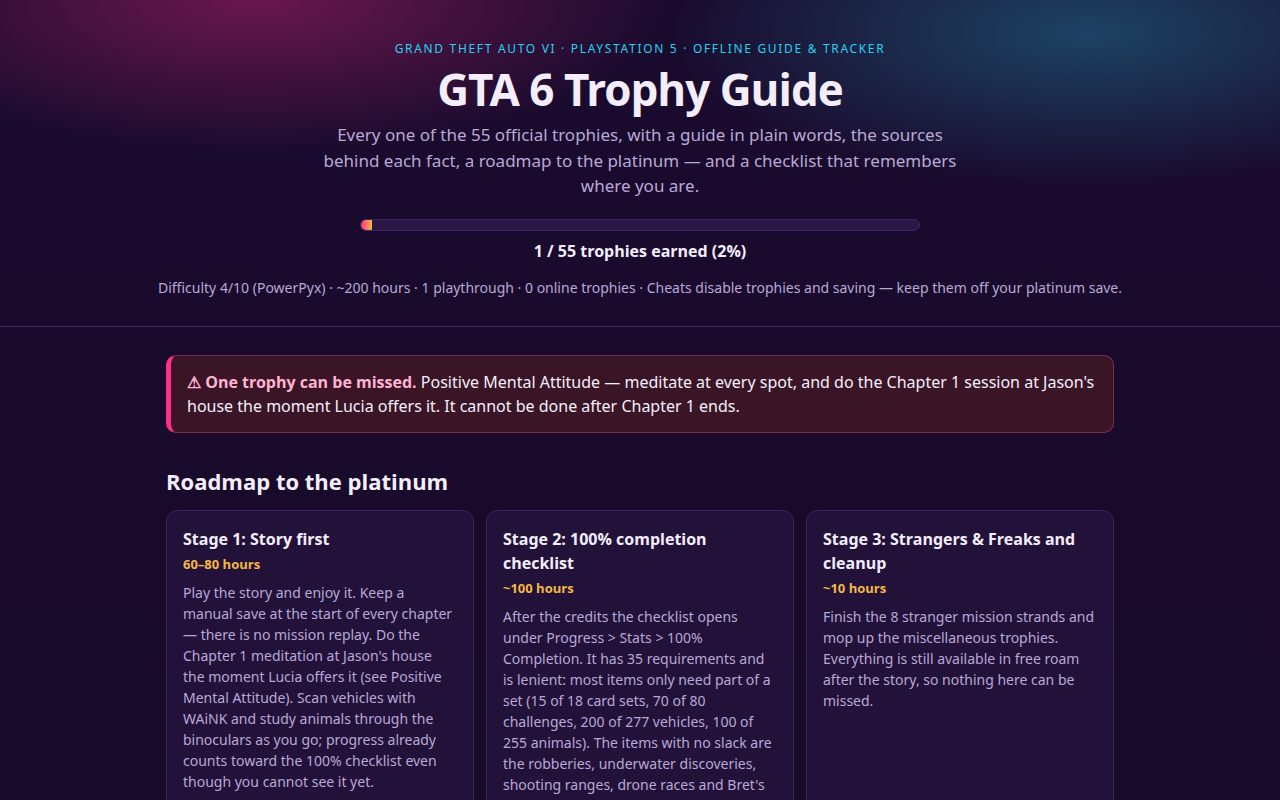 GRAND THEFT AUTO VI · PLAYSTATION 5 · OFFLINE GUIDE & TRACKER
GTA 6 Trophy Guide
Every one of the 55 official trophies, with a guide in plain words, the sources
behind each fact, a roadmap to the platinum — and a checklist that remembers
where you are.
1 / 55 trophies earned (2%)
Difficulty 4/10 (PowerPyx) · ~200 hours · 1 playthrough · 0 online trophies · Cheats disable trophies and saving — keep them off your platinum save.
⚠ One trophy can be missed. Positive Mental Attitude — meditate at every spot, and do the Chapter 1 session at Jason's
house the moment Lucia offers it. It cannot be done after Chapter 1 ends.
Roadmap to the platinum
Stage 1: Story first
60–80 hours
Play the story and enjoy it. Keep a
manual save at the start of every chapter
— there is no mission replay. Do the
Chapter 1 meditation at Jason's house
the moment Lucia offers it (see Positive
Mental Attitude). Scan vehicles with
WAiNK and study animals through the
binoculars as you go; progress already
counts toward the 100% checklist even
though you cannot see it yet.
Stage 2: 100% completion
checklist
~100 hours
After the credits the checklist opens
under Progress > Stats > 100%
Completion. It has 35 requirements and
is lenient: most items only need part of a
set (15 of 18 card sets, 70 of 80
challenges, 200 of 277 vehicles, 100 of
255 animals). The items with no slack are
the robberies, underwater discoveries,
shooting ranges, drone races and Bret's
Stage 3: Strangers & Freaks and
cleanup
~10 hours
Finish the 8 stranger mission strands and
mop up the miscellaneous trophies.
Everything is still available in free roam
after the story, so nothing here can be
missed.